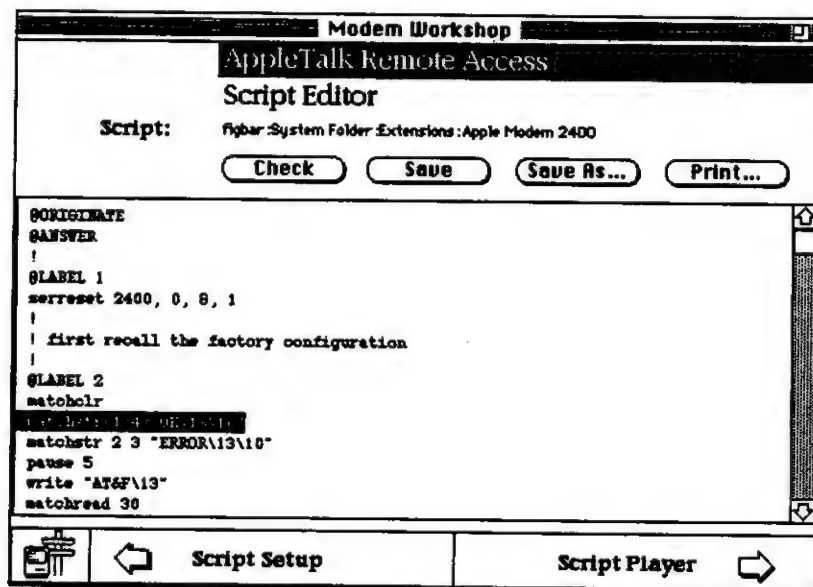 Modem Workshop
AppleTalk Remote Access
Script Editor
Script: figbar:System Folder:Extensions:Apple Modem 2400
Check Save Save As... Print...
@ORIGINATE
@ANSWER
!
@LABEL 1
serreset 2400, 0, 8, 1
!
! first recall the factory configuration
!
@LABEL 2
matchclr
matchstr 2 3 "ERROR\13\10"
pause 5
write "AT&F\13"
matchread 30
Script Setup Script Player